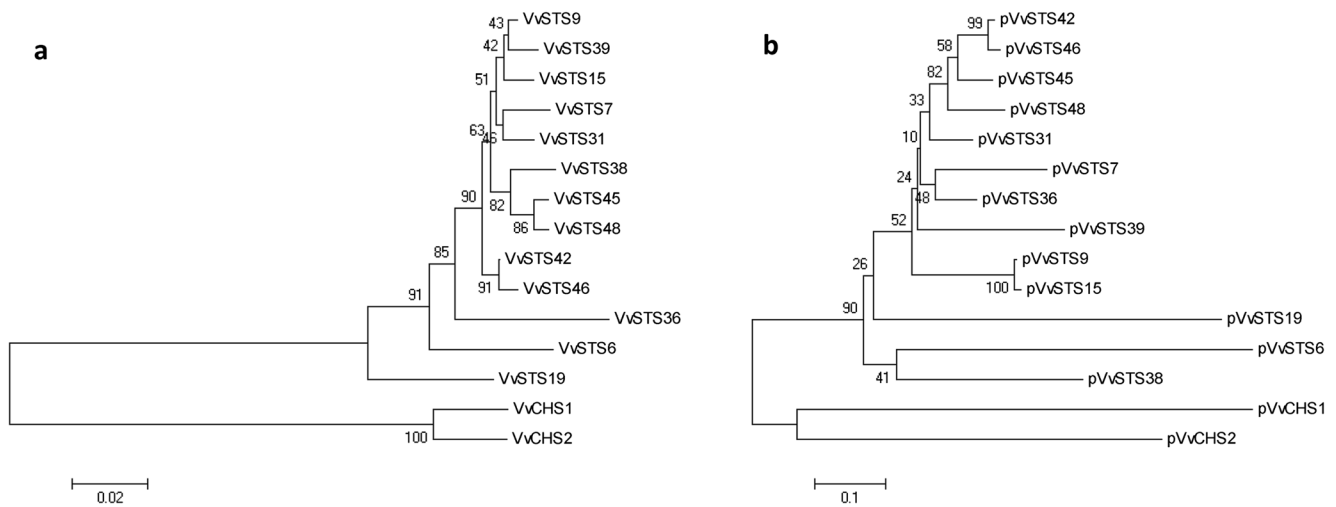 a
43
VvSTS9
42
VvSTS39
51
VvSTS15
VvSTS7
63
46
VvSTS31
VvSTS38
90
82
VvSTS45
86
VvSTS48
85
VvSTS42
91
VvSTS46
91
VvSTS36
VvSTS6
VvSTS19
VvCHS1
100
VvCHS2
0.02
b
99
pVvSTS42
58
pVvSTS46
82
pVvSTS45
33
pVvSTS48
10
pVvSTS31
24
pVvSTS7
48
pVvSTS36
52
pVvSTS39
26
pVvSTS9
100
pVvSTS15
90
pVvSTS19
pVvSTS6
41
pVvSTS38
pVvCHS1
pVvCHS2
0.1